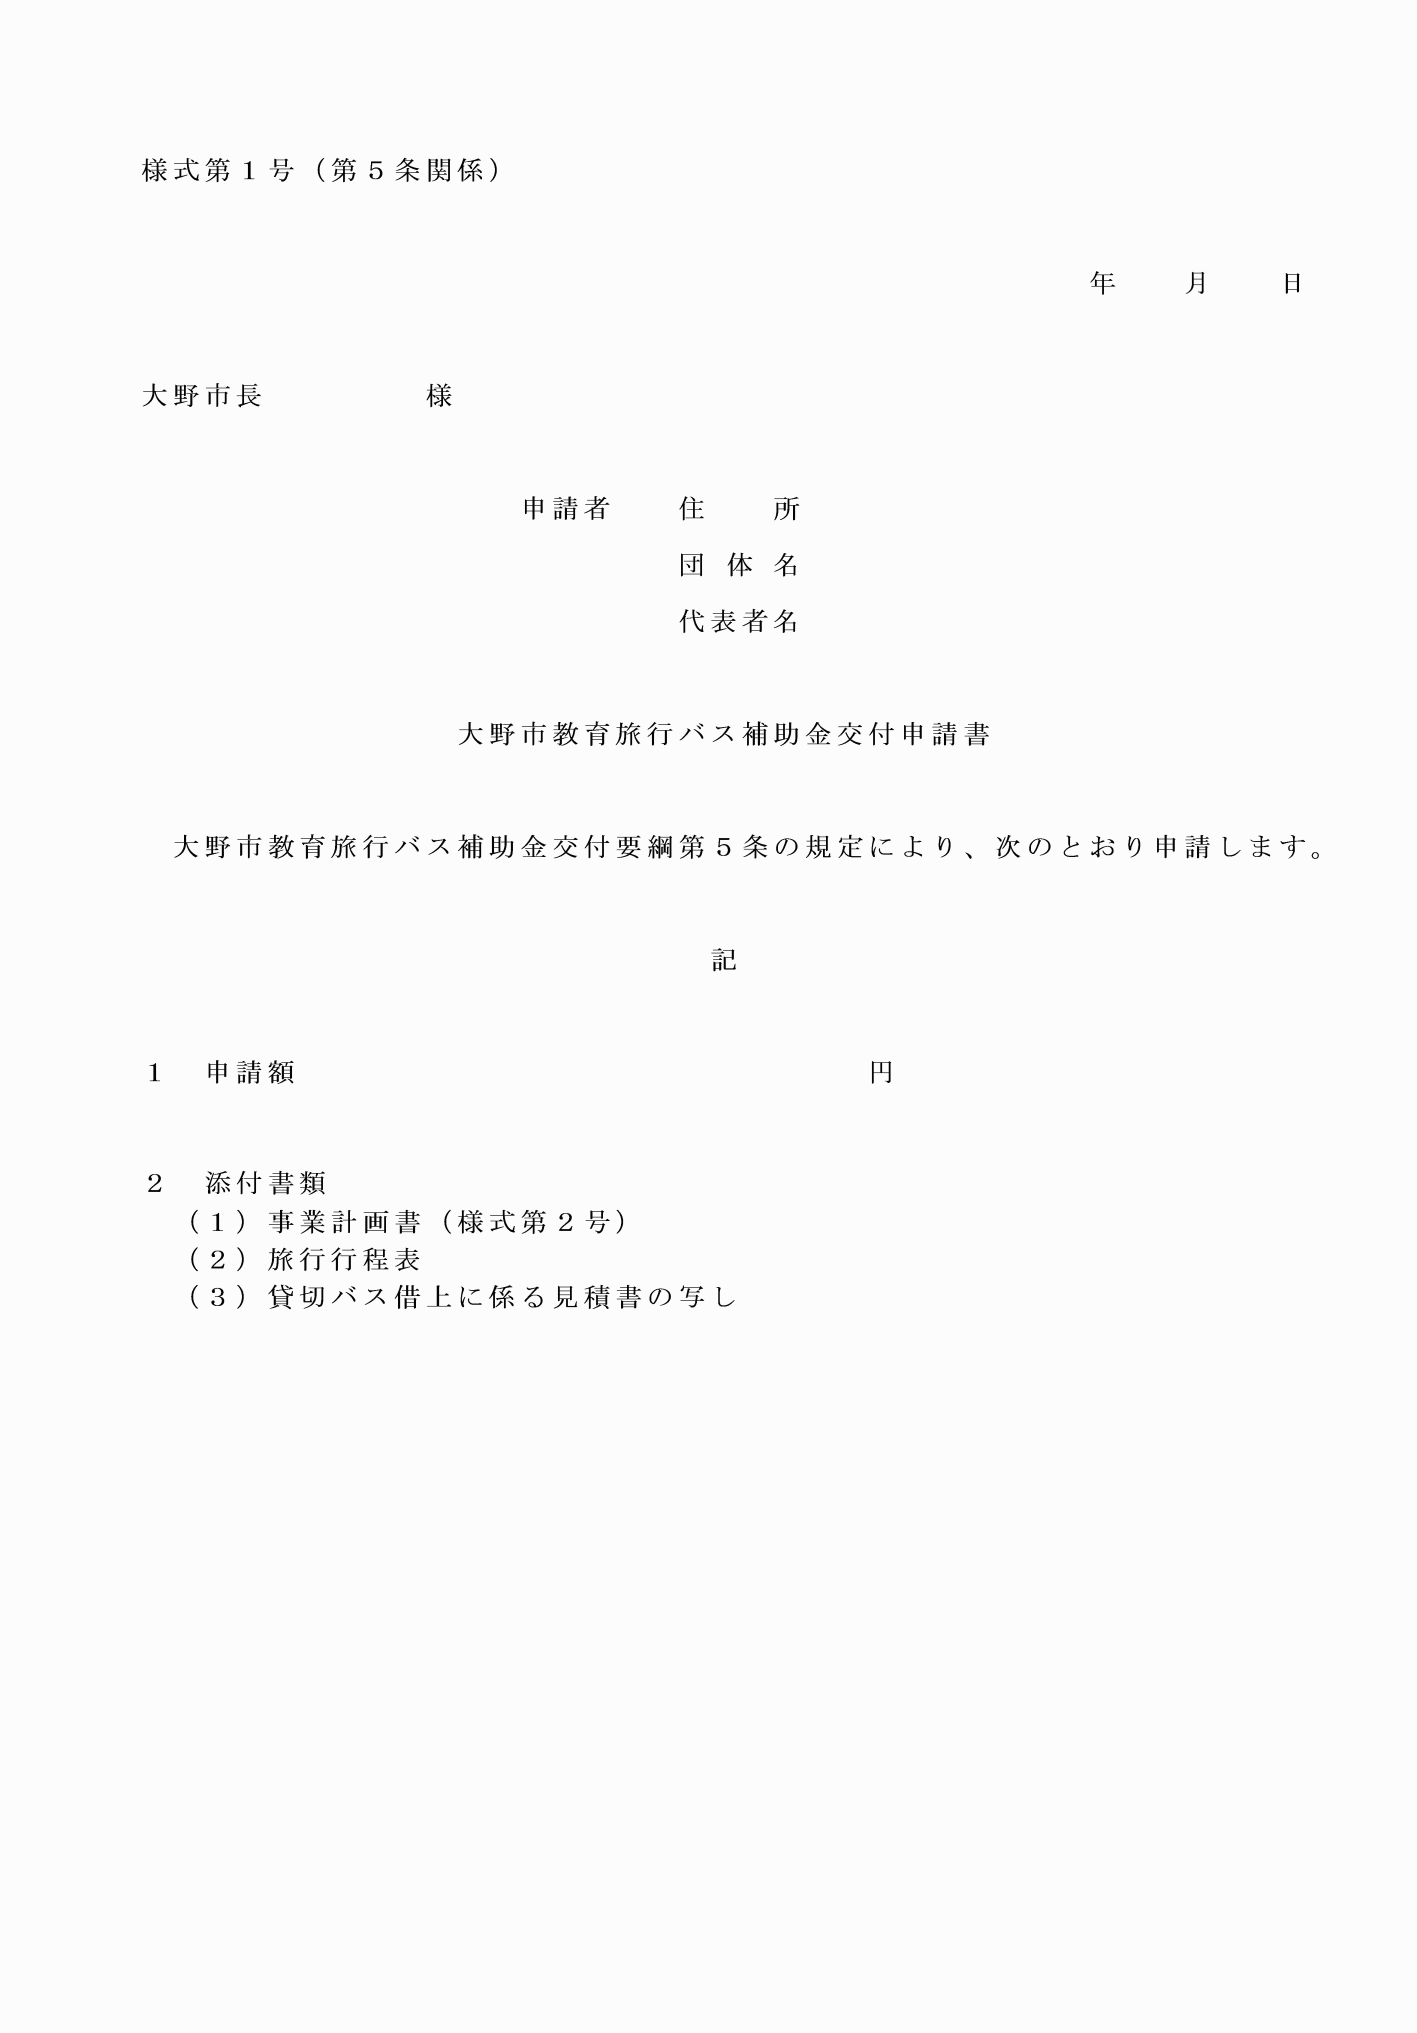 様式第１号（第５条関係）
年　　月　　日
大野市長　　　　　様
申請者　　住　　所
団　体　名
代表者名
大野市教育旅行バス補助金交付申請書
大野市教育旅行バス補助金交付要綱第５条の規定により、次のとおり申請します。
記
１　申請額　　　　　　　　　　　　　　　　　　円
２　添付書類
（１）事業計画書（様式第２号）
（２）旅行行程表
（３）貸切バス借上に係る見積書の写し